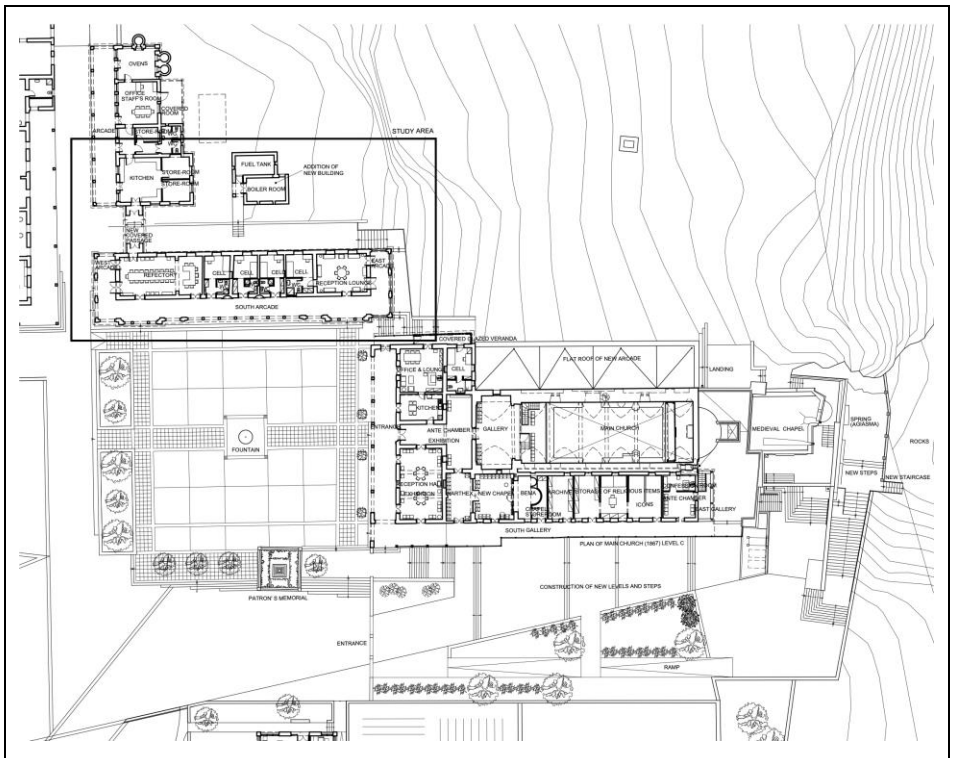 OVENS
OFFICE
STAFF'S ROOM
COVERED
ROOM
ARCADE
STORE-ROOM
STUDY AREA
KITCHEN
STORE-ROOM
STORE-ROOM
FUEL TANK
BOILER ROOM
ADDITION OF
NEW BUILDING
NEW
COVERED
PASSAGE
WEST
ARCADE
REFECTORY
CELL
CELL
CELL
CELL
RECEPTION LOUNGE
EAST
ARCADE
SOUTH ARCADE
COVERED GLAZED VERANDA
OFFICE & LOUNGE
CELL
FLAT ROOF OF NEW ARCADE
LANDING
KITCHEN
ENTRANCE
ANTE CHAMBER
EXHIBITION
GALLERY
MAIN CHURCH
MEDIEVAL CHAPEL
SPRING
(AGIASMA)
ROCKS
FOUNTAIN
NEW STEPS
NEW STAIRCASE
RECEPTION HALL
EXHIBITION
NARTHEX
NEW CHAPEL
BEMA
CHAPEL
STOREROOM
ARCHIVE
STORAGE OF RELIGIOUS ITEMS
ICONS
CONFESSION ROOM
ANTE CHAMBER
EAST GALLERY
SOUTH GALLERY
PLAN OF MAIN CHURCH (1887) LEVEL C
CONSTRUCTION OF NEW LEVELS AND STEPS
PATRON'S MEMORIAL
ENTRANCE
RAMP